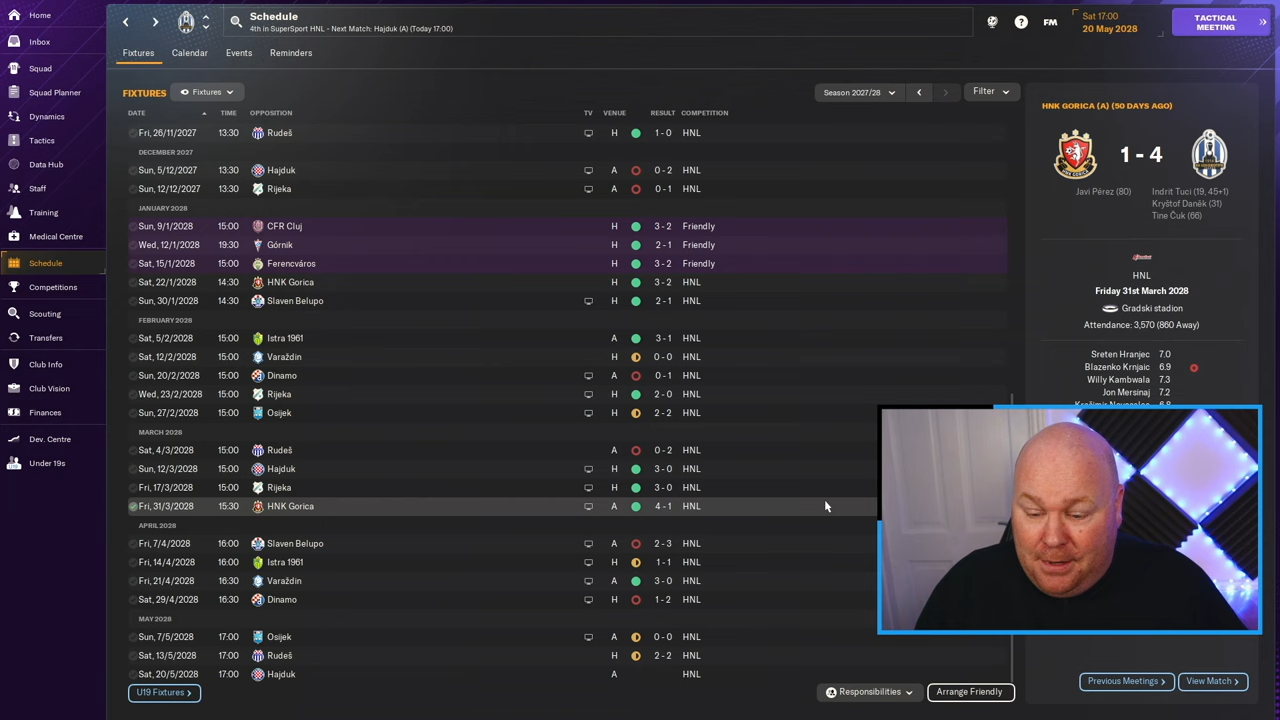 Home
Inbox
Squad
Squad Planner
Dynamics
Tactics
Data Hub
Staff
Training
Medical Centre
Schedule
Competitions
Scouting
Transfers
Club Info
Club Vision
Finances
Dev. Centre
Under 19s
Schedule
4th in SuperSport HNL - Next Match: Hajduk (A) (Today 17:00)
FM
Sat 17:00
20 May 2028
TACTICAL
MEETING
Fixtures Calendar Events Reminders
FIXTURES Fixtures Season 2027/28 Filter
DATE TIME OPPOSITION TV VENUE RESULT COMPETITION
Fri, 26/11/2027 13:30 Rudeš H 1 - 0 HNL
DECEMBER 2027
Sun, 5/12/2027 13:30 Hajduk A 0 - 2 HNL
Sun, 12/12/2027 13:30 Rijeka A 0 - 1 HNL
JANUARY 2028
Sun, 9/1/2028 15:00 CFR Cluj H 3 - 2 Friendly
Wed, 12/1/2028 19:30 Górnik H 2 - 1 Friendly
Sat, 15/1/2028 15:00 Ferencváros H 3 - 2 Friendly
Sat, 22/1/2028 14:30 HNK Gorica H 3 - 2 HNL
Sun, 30/1/2028 14:30 Slaven Belupo H 2 - 1 HNL
FEBRUARY 2028
Sat, 5/2/2028 15:00 Istra 1961 A 3 - 1 HNL
Sat, 12/2/2028 15:00 Varaždin H 0 - 0 HNL
Sun, 20/2/2028 15:00 Dinamo A 0 - 1 HNL
Wed, 23/2/2028 15:00 Rijeka H 2 - 0 HNL
Sun, 27/2/2028 15:00 Osijek H 2 - 2 HNL
MARCH 2028
Sat, 4/3/2028 15:00 Rudeš A 0 - 2 HNL
Sun, 12/3/2028 15:00 Hajduk H 3 - 0 HNL
Fri, 17/3/2028 15:00 Rijeka H 3 - 0 HNL
Fri, 31/3/2028 15:30 HNK Gorica A 4 - 1 HNL
APRIL 2028
Fri, 7/4/2028 16:00 Slaven Belupo A 2 - 3 HNL
Fri, 14/4/2028 16:00 Istra 1961 H 1 - 1 HNL
Fri, 21/4/2028 16:30 Varaždin A 3 - 0 HNL
Sat, 29/4/2028 16:30 Dinamo H 1 - 2 HNL
MAY 2028
Sun, 7/5/2028 17:00 Osijek A 0 - 0 HNL
Sat, 13/5/2028 17:00 Rudeš H 2 - 2 HNL
Sat, 20/5/2028 17:00 Hajduk A HNL
U19 Fixtures Responsibilities Arrange Friendly
HNK GORICA (A) (50 DAYS AGO)
1 - 4
Javi Pérez (80) Indrit Tuci (19, 45+1)
Kryštof Daněk (31)
Tine Čuk (66)
HNL
Friday 31st March 2028
Gradski stadion
Attendance: 3,570 (860 Away)
Sreten Hranjec 7.0
Blazenko Krnjaic 6.9
Willy Kambwala 7.3
Jon Mersinaj 7.2
Previous Meetings View Match